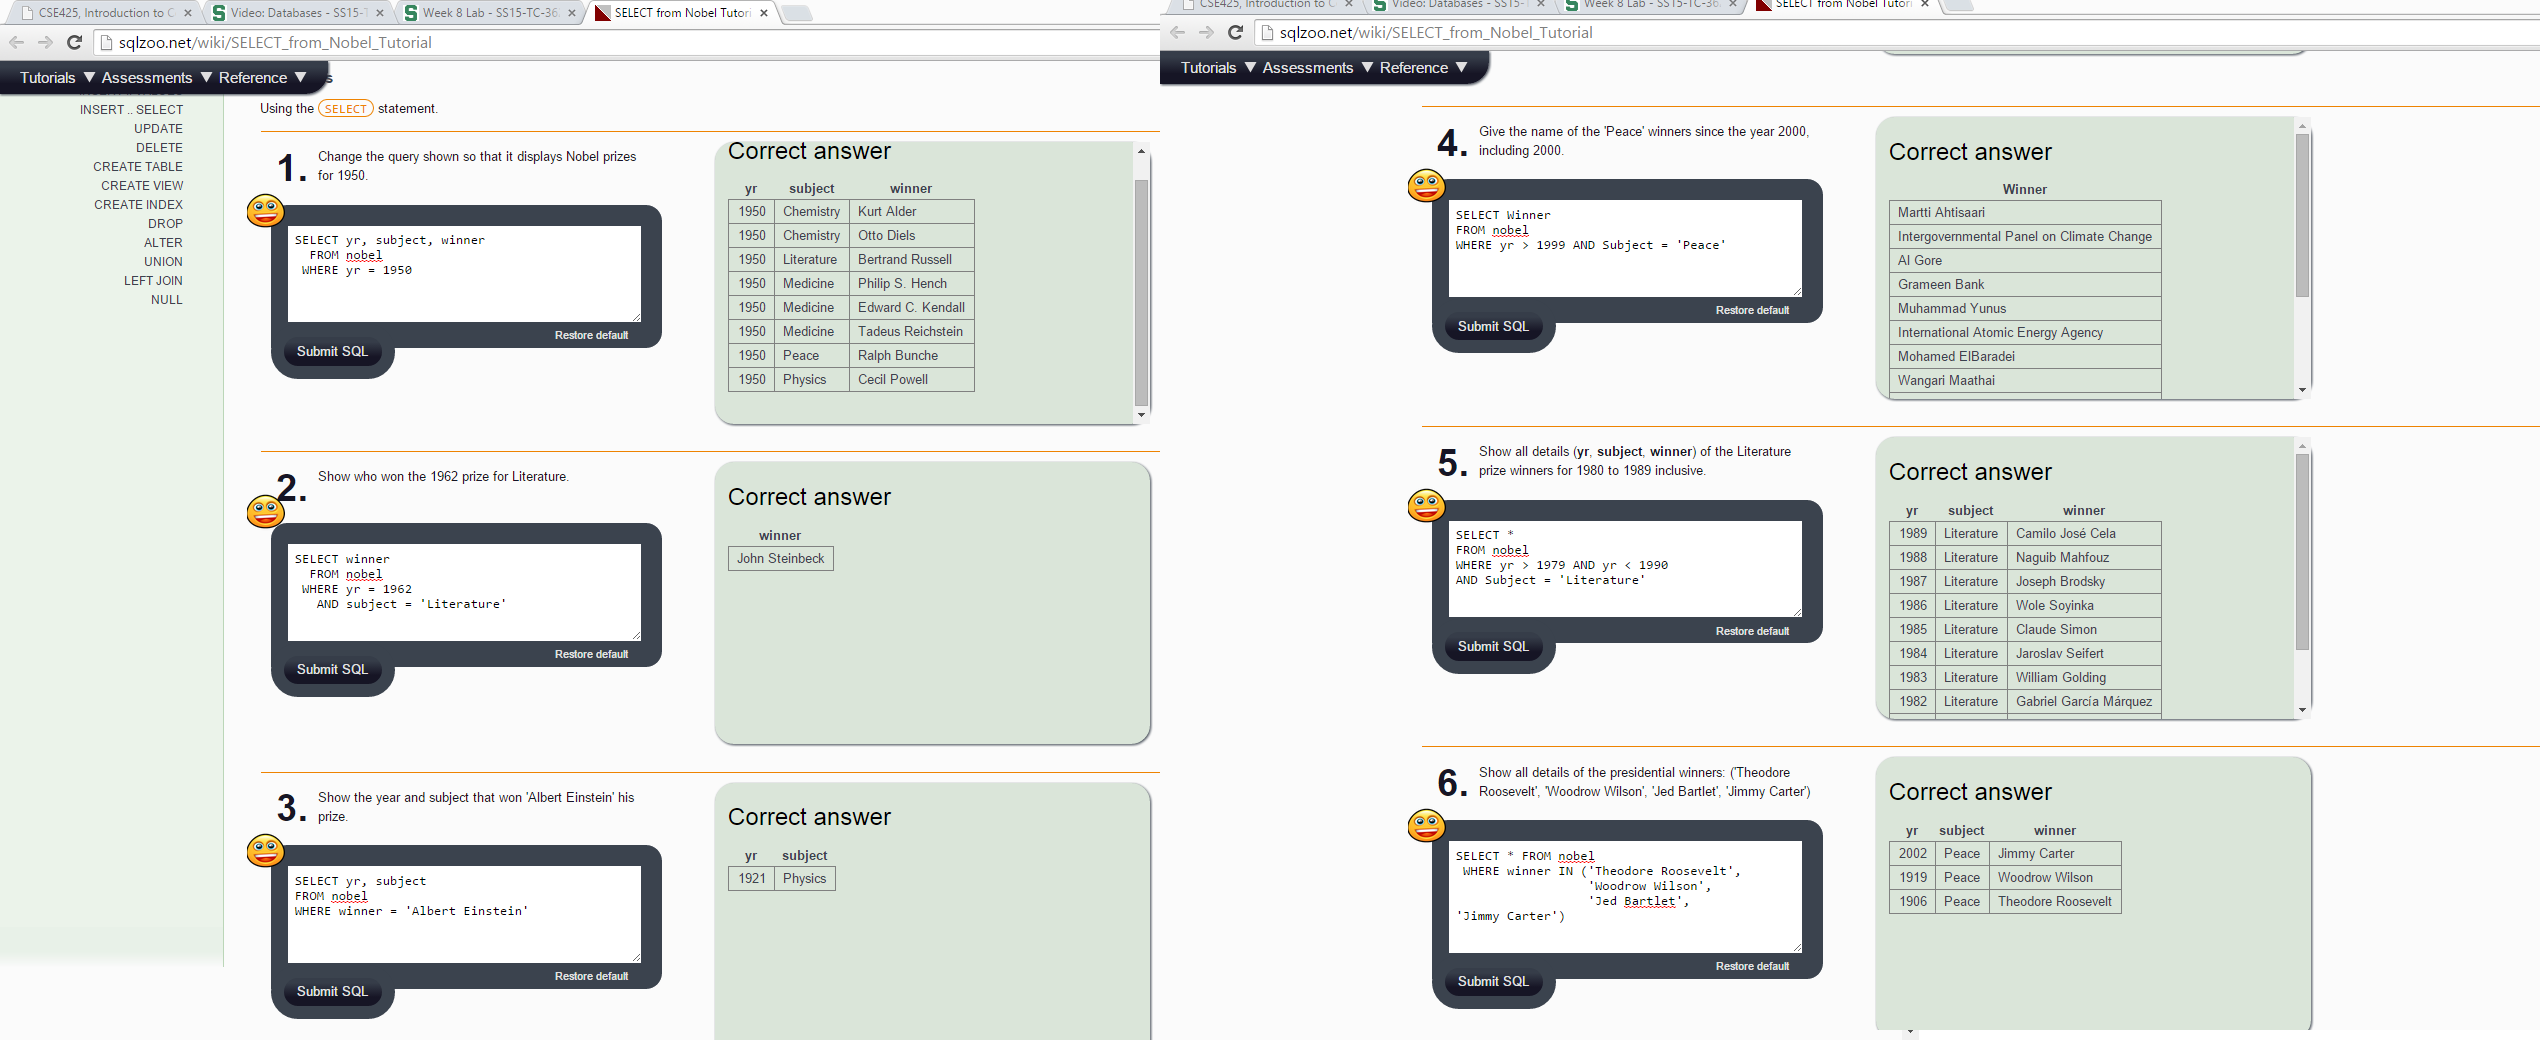 CSE425, Introduction to C
Video: Databases - SS15-T
Week 8 Lab - SS15-TC-36
SELECT from Nobel Tutori
sqlzoo.net/wiki/SELECT_from_Nobel_Tutorial
Tutorials ▼ Assessments ▼ Reference ▼
INSERT .. SELECT
UPDATE
DELETE
CREATE TABLE
CREATE VIEW
CREATE INDEX
DROP
ALTER
UNION
LEFT JOIN
NULL
Using the SELECT statement.
1. Change the query shown so that it displays Nobel prizes
for 1950.
SELECT yr, subject, winner
FROM nobel
WHERE yr = 1950
Restore default
Submit SQL
Correct answer
yr subject winner
1950 Chemistry Kurt Alder
1950 Chemistry Otto Diels
1950 Literature Bertrand Russell
1950 Medicine Philip S. Hench
1950 Medicine Edward C. Kendall
1950 Medicine Tadeus Reichstein
1950 Peace Ralph Bunche
1950 Physics Cecil Powell
2. Show who won the 1962 prize for Literature.
SELECT winner
FROM nobel
WHERE yr = 1962
AND subject = 'Literature'
Restore default
Submit SQL
Correct answer
winner
John Steinbeck
3. Show the year and subject that won 'Albert Einstein' his
prize.
SELECT yr, subject
FROM nobel
WHERE winner = 'Albert Einstein'
Restore default
Submit SQL
Correct answer
yr subject
1921 Physics
CSE425, Introduction to C
Video: Databases - SS15-T
Week 8 Lab - SS15-TC-36
SELECT from Nobel Tutori
sqlzoo.net/wiki/SELECT_from_Nobel_Tutorial
Tutorials ▼ Assessments ▼ Reference ▼
4. Give the name of the 'Peace' winners since the year 2000,
including 2000.
SELECT Winner
FROM nobel
WHERE yr > 1999 AND Subject = 'Peace'
Restore default
Submit SQL
Correct answer
Winner
Martti Ahtisaari
Intergovernmental Panel on Climate Change
Al Gore
Grameen Bank
Muhammad Yunus
International Atomic Energy Agency
Mohamed ElBaradei
Wangari Maathai
5. Show all details (yr, subject, winner) of the Literature
prize winners for 1980 to 1989 inclusive.
SELECT *
FROM nobel
WHERE yr > 1979 AND yr < 1990
AND Subject = 'Literature'
Restore default
Submit SQL
Correct answer
yr subject winner
1989 Literature Camilo José Cela
1988 Literature Naguib Mahfouz
1987 Literature Joseph Brodsky
1986 Literature Wole Soyinka
1985 Literature Claude Simon
1984 Literature Jaroslav Seifert
1983 Literature William Golding
1982 Literature Gabriel García Márquez
6. Show all details of the presidential winners: ('Theodore
Roosevelt', 'Woodrow Wilson', 'Jed Bartlet', 'Jimmy Carter')
SELECT * FROM nobel
WHERE winner IN ('Theodore Roosevelt',
'Woodrow Wilson',
'Jed Bartlet',
'Jimmy Carter')
Restore default
Submit SQL
Correct answer
yr subject winner
2002 Peace Jimmy Carter
1919 Peace Woodrow Wilson
1906 Peace Theodore Roosevelt